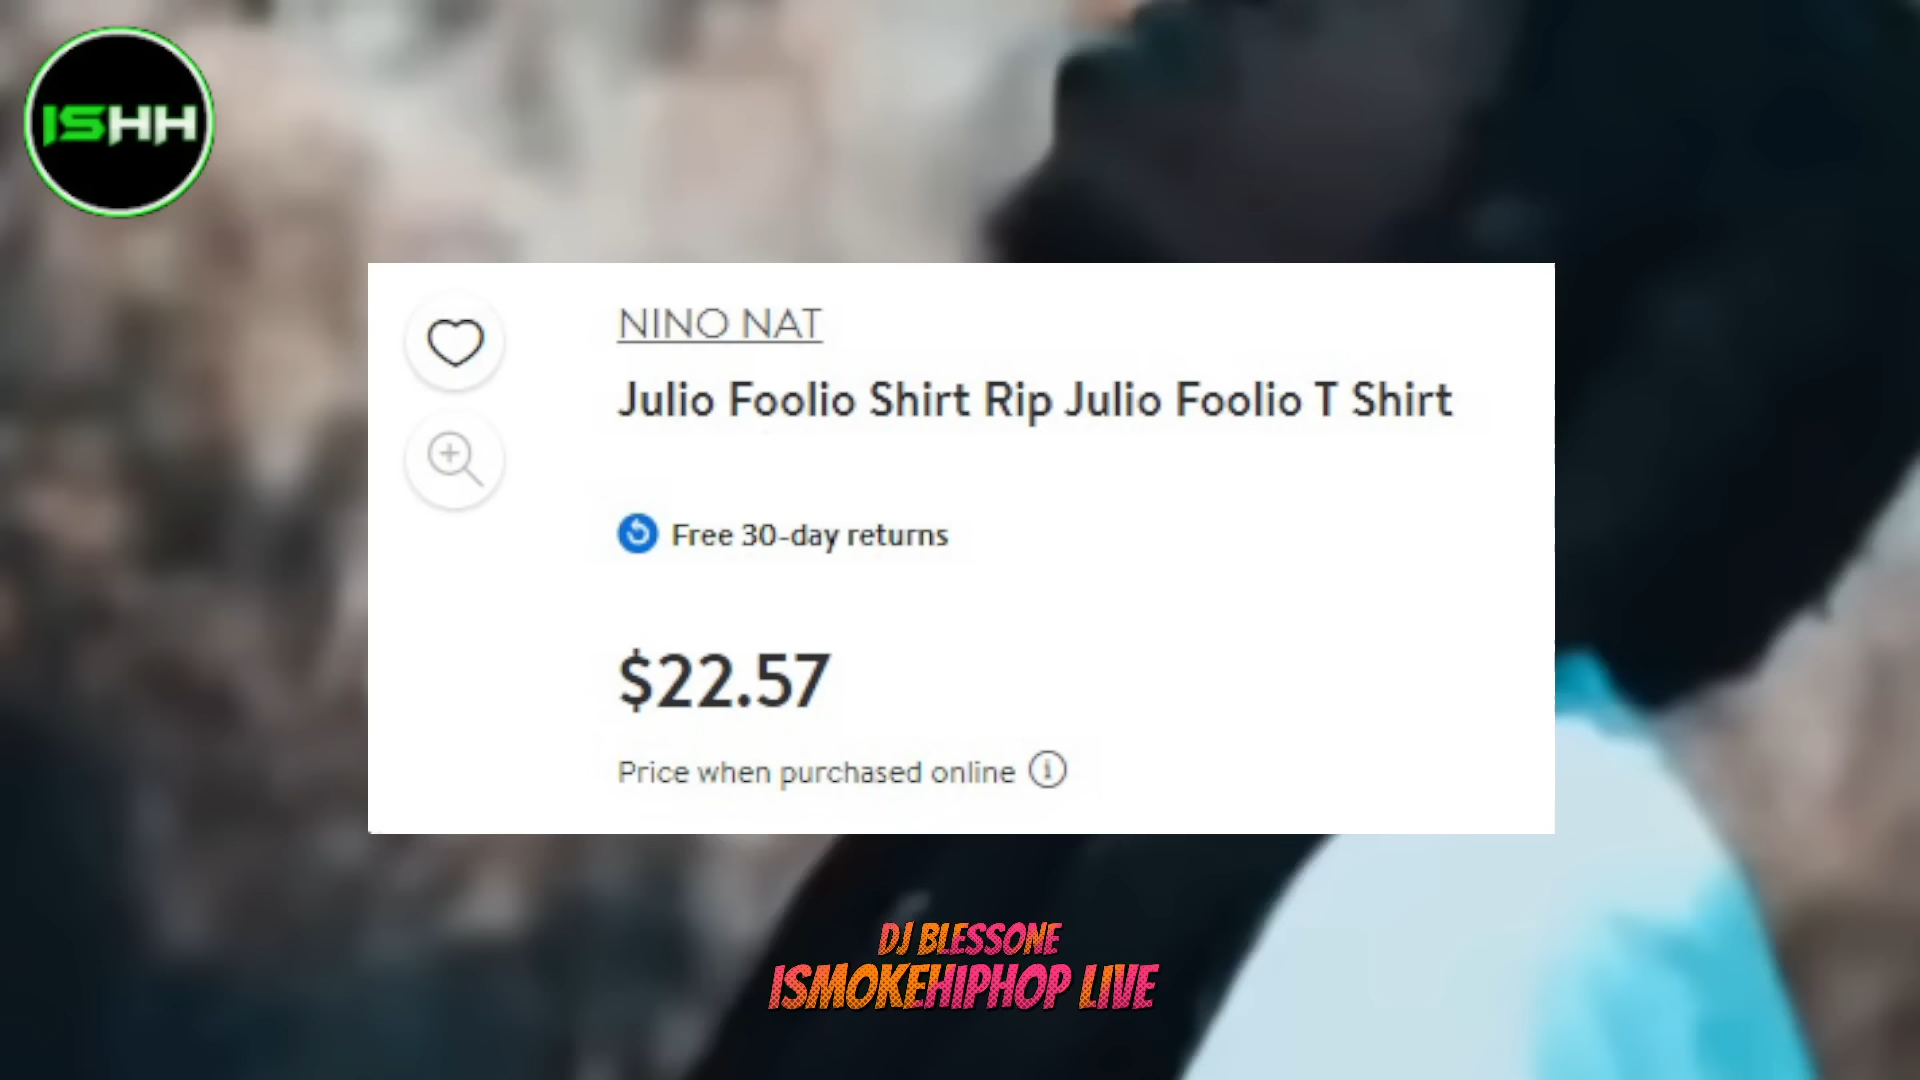 ISHH
NINO NAT
Julio Foolio Shirt Rip Julio Foolio T Shirt
Free 30-day returns
$22.57
Price when purchased online
DJ BLESSONE
ISMOKEHIPHOP LIVE